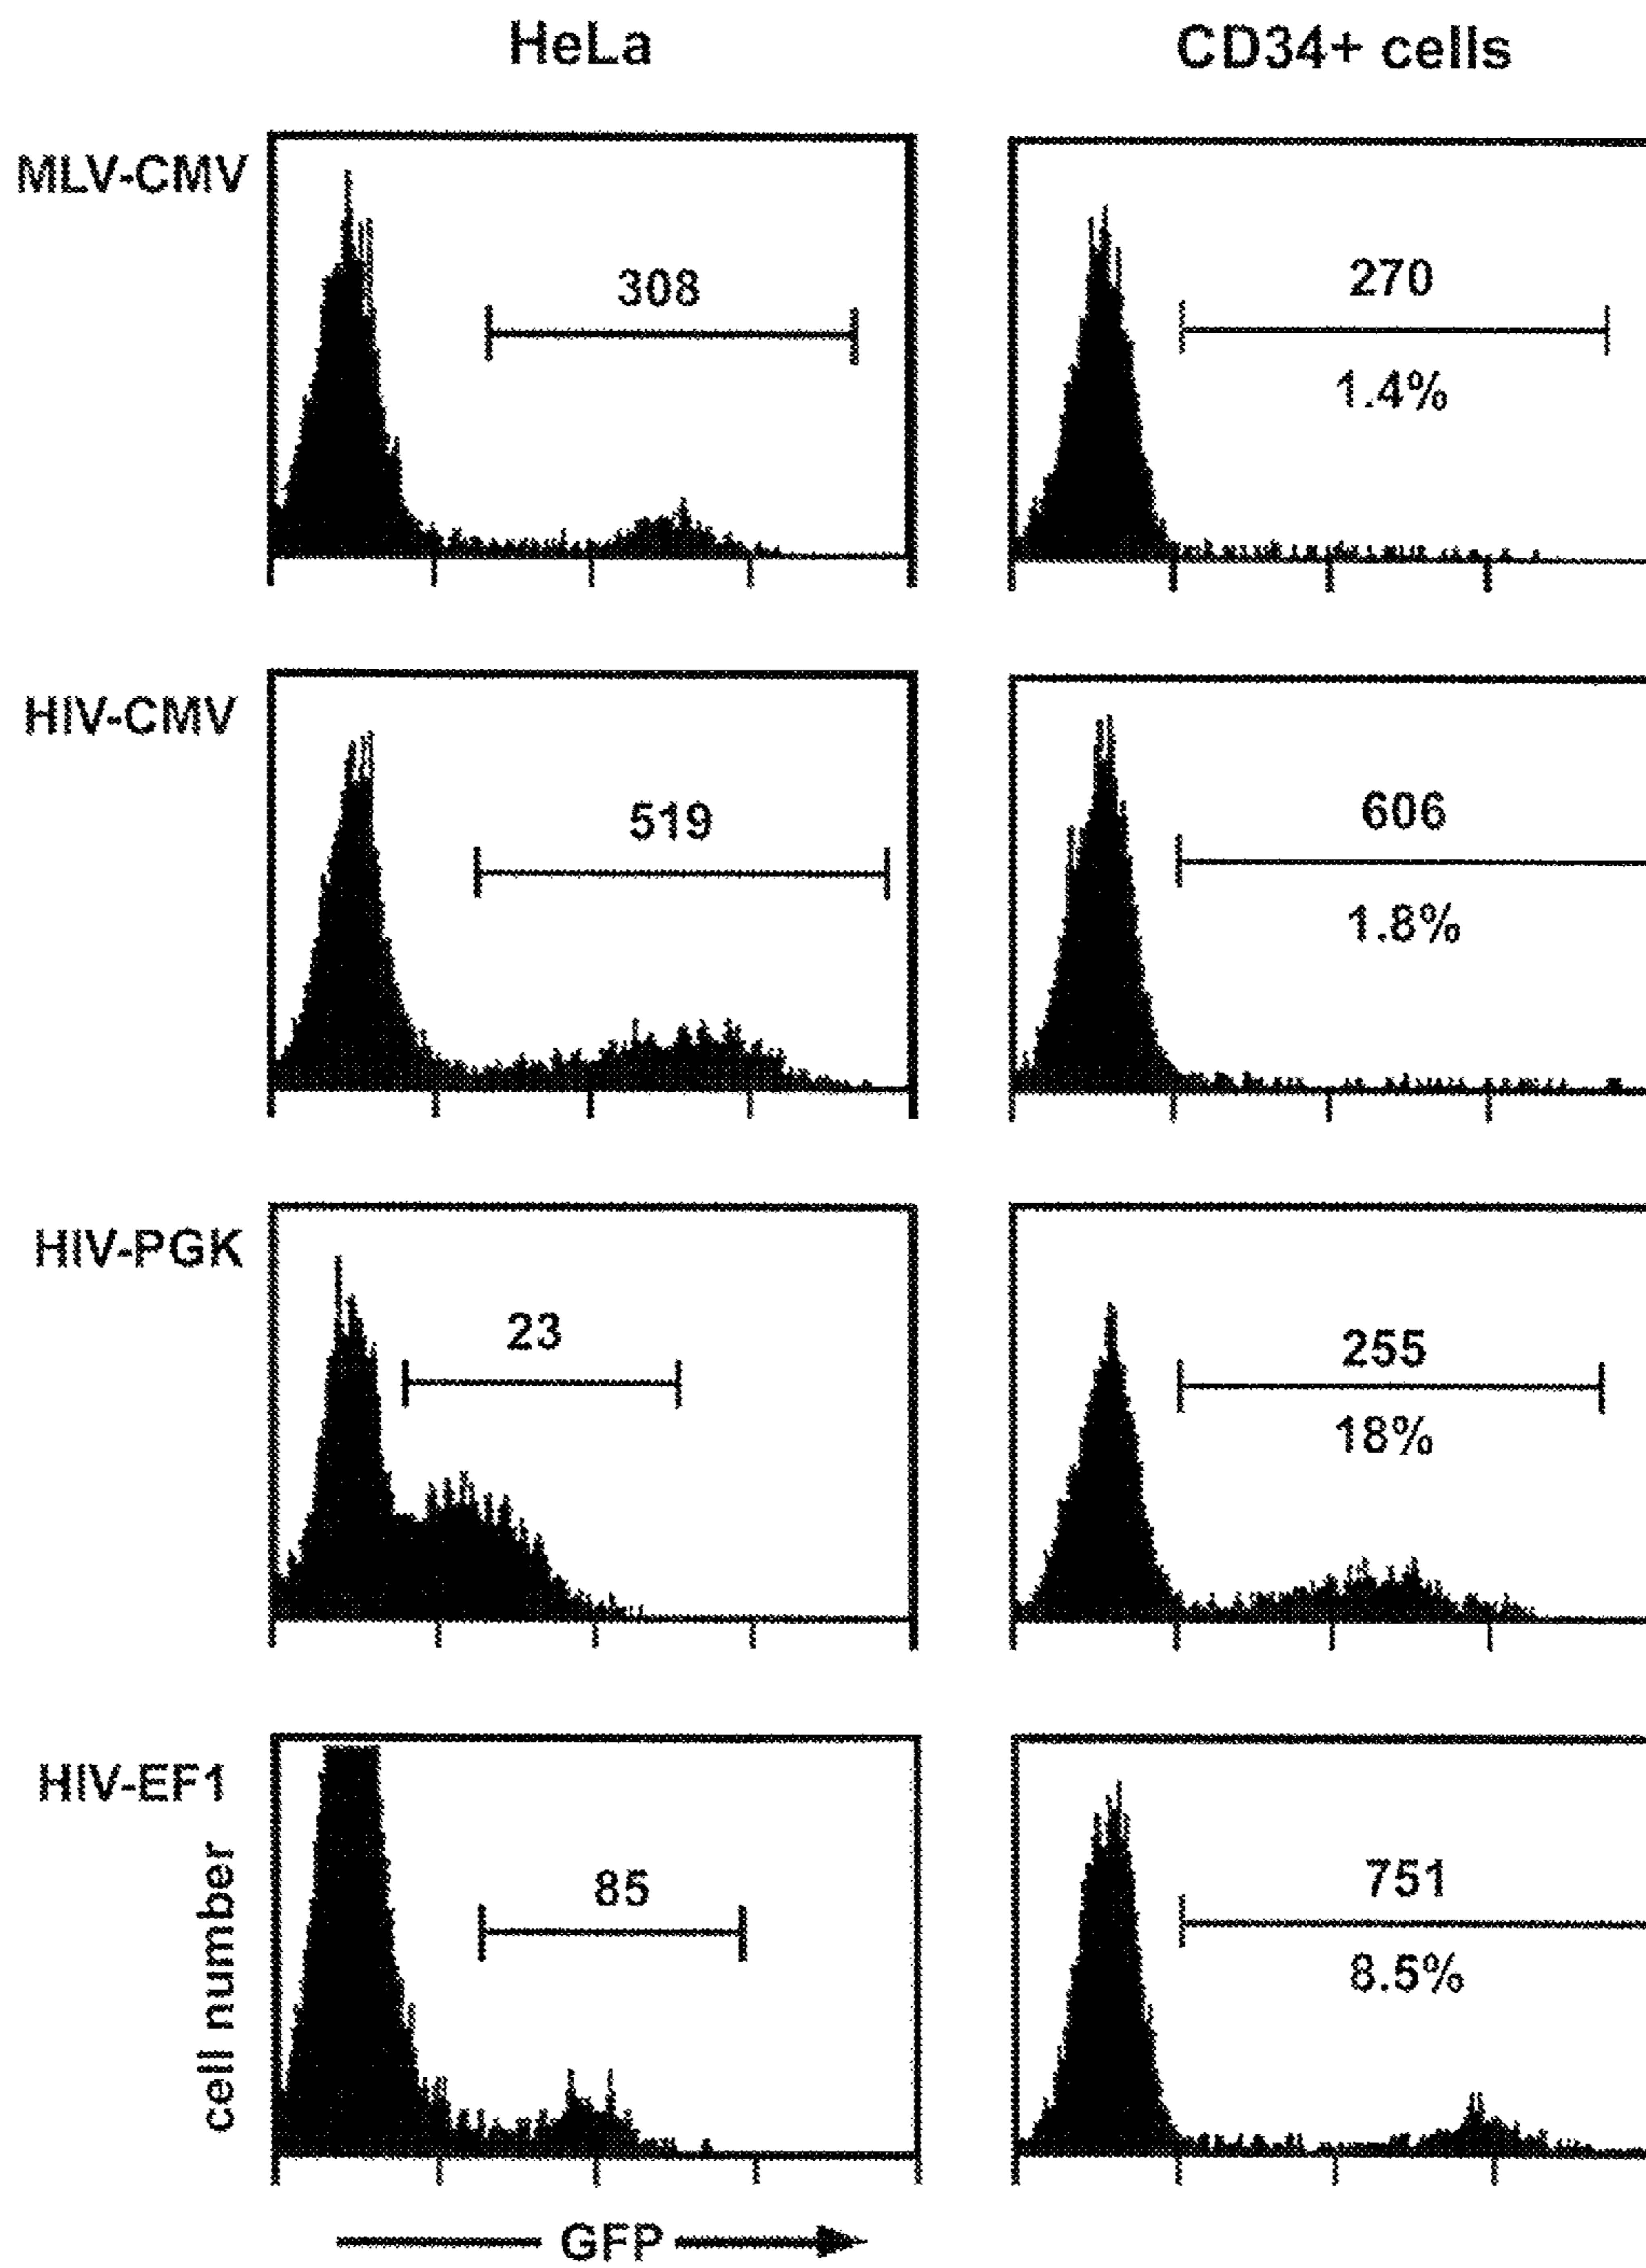 HeLa
CD34+ cells
MLV-CMV
308
270
1.4%
HIV-CMV
519
606
1.8%
HIV-PGK
23
255
18%
HIV-EF1
85
751
8.5%
cell number
GFP